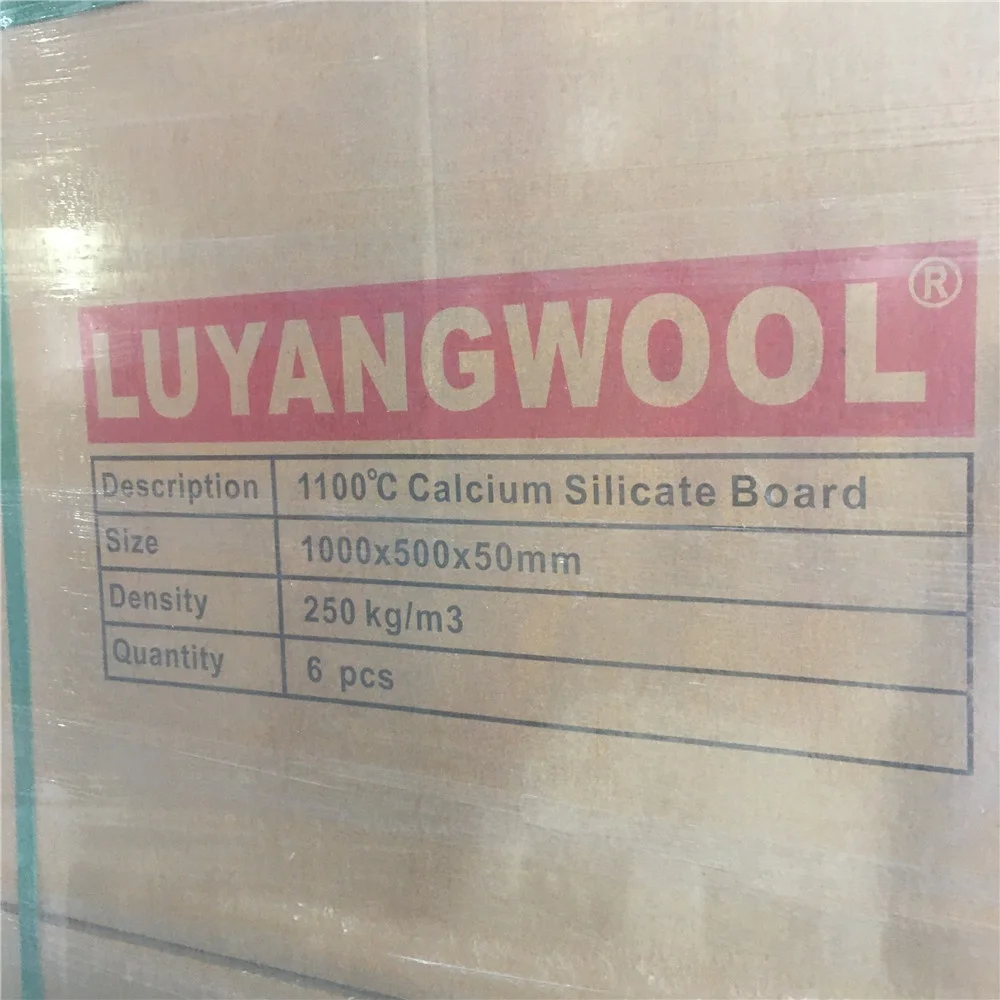 LUYANGWOOL®
Description 1100℃ Calcium Silicate Board
Size 1000x500x50mm
Density 250 kg/m3
Quantity 6 pcs